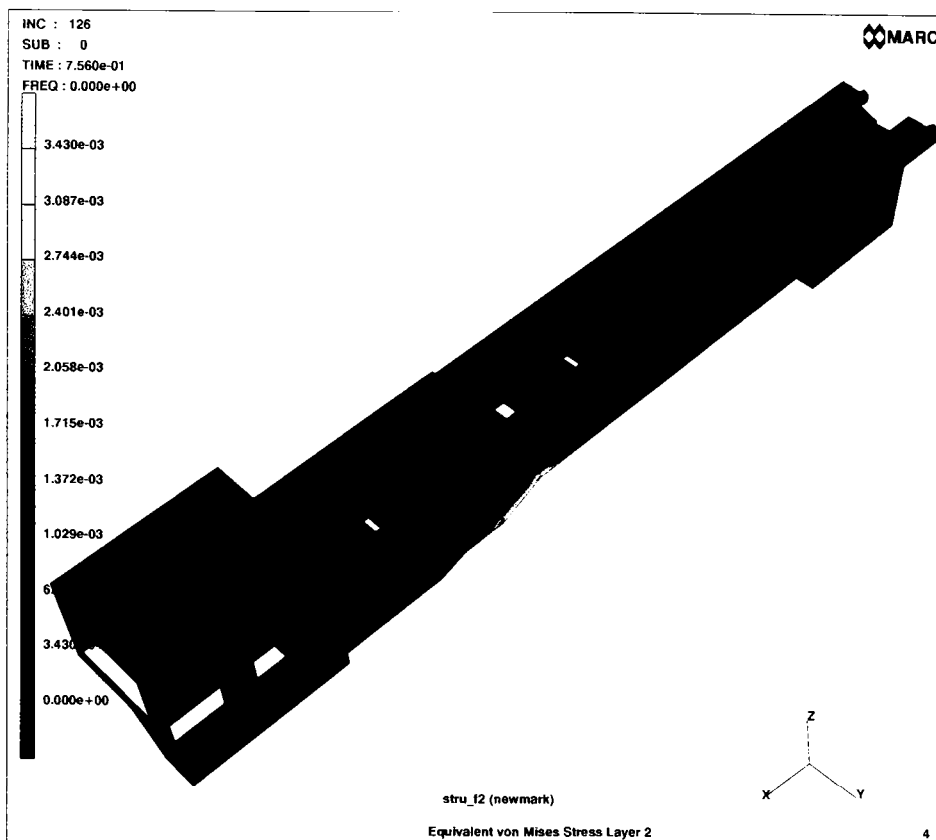 INC : 126
SUB : 0
TIME : 7.560e-01
FREQ : 0.000e+00
MARC
3.430e-03
3.087e-03
2.744e-03
2.401e-03
2.058e-03
1.715e-03
1.372e-03
1.029e-03
0.000e+00
Z
X Y
stru_f2 (newmark)
Equivalent von Mises Stress Layer 2
4